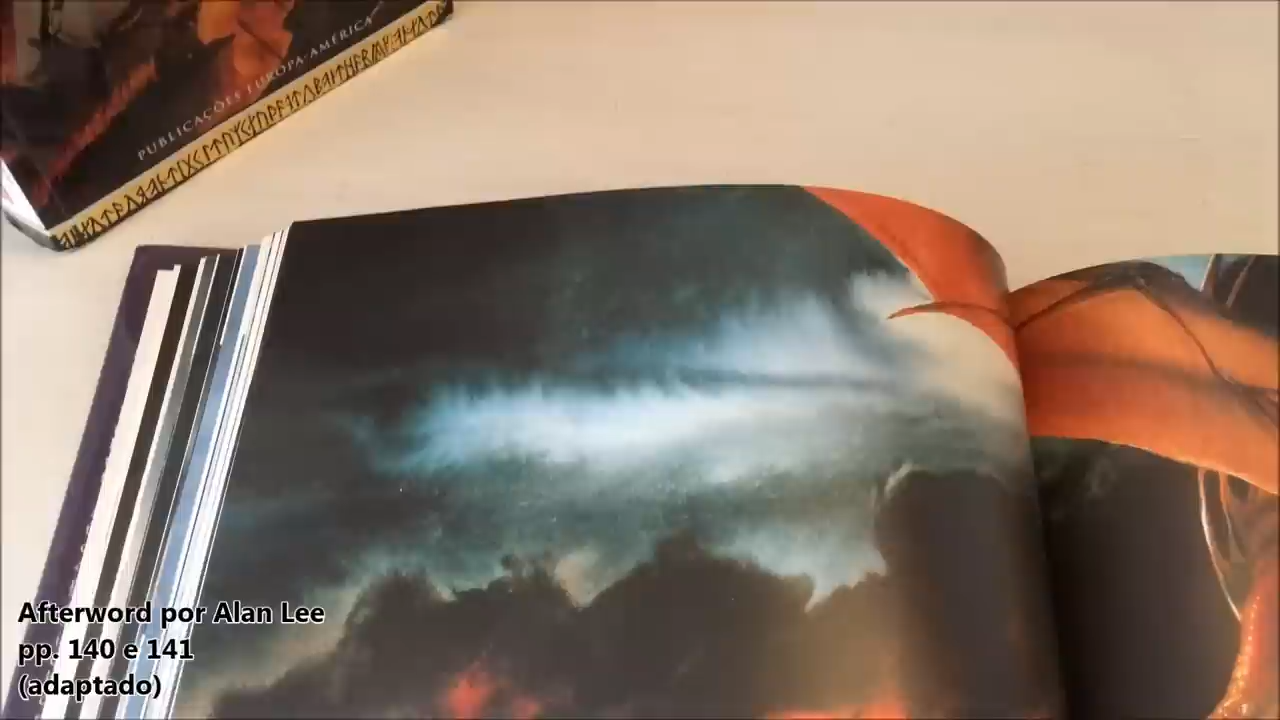 PUBLICAÇÕES EUROPA-AMÉRICA
Afterword por Alan Lee
pp. 140 e 141
(adaptado)